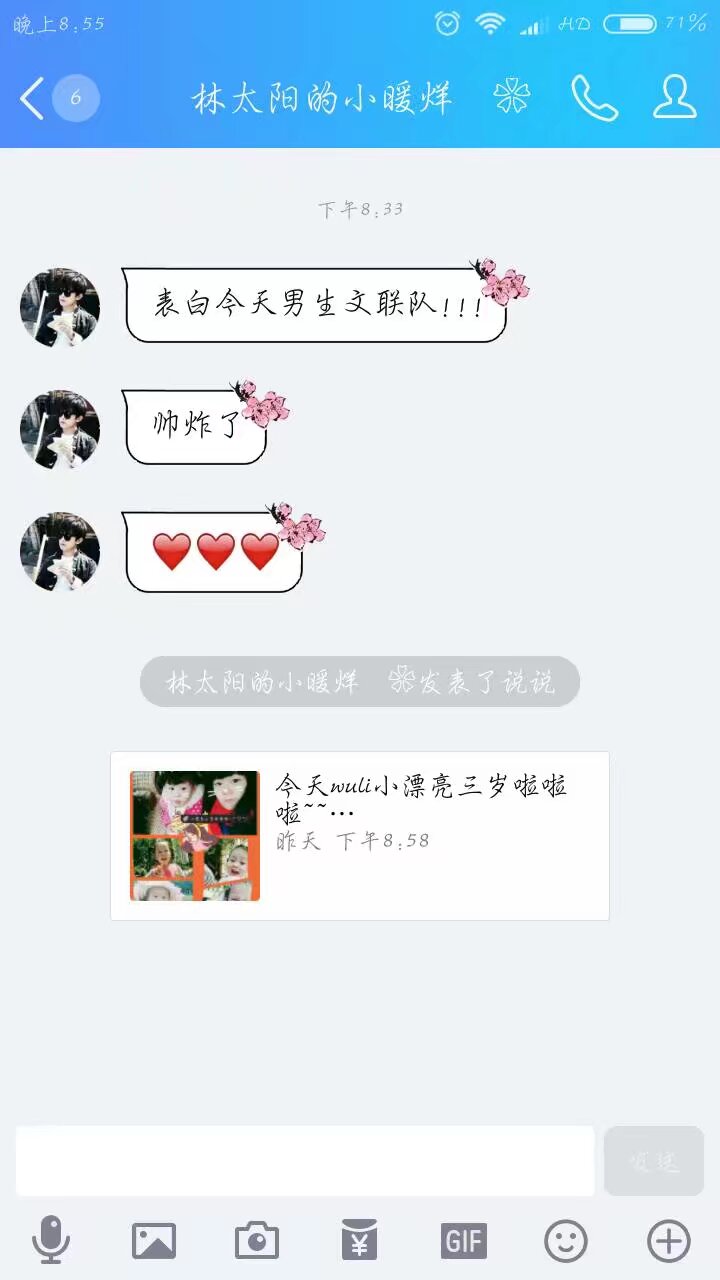 晚上8:55
HD
71%
6
林太阳的小暖烊
下午8:33
表白今天男生文联队!!!
帅炸了
林太阳的小暖烊 发表了说说
今天wuli小漂亮三岁啦啦
啦~~…
昨天 下午8:58
发送
¥
GIF